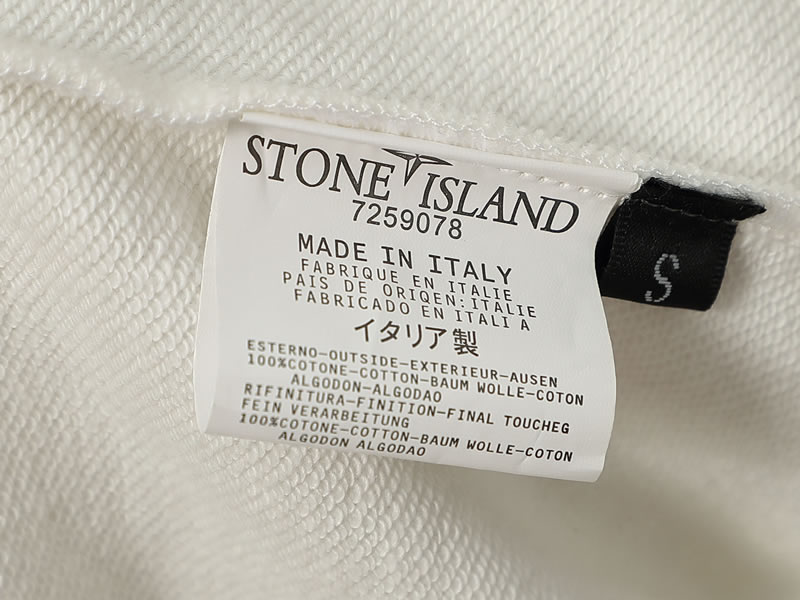 STONE ISLAND
7259078
MADE IN ITALY
FABRIQUE EN ITALIE
PAIS DE ORIQEN:ITALIE
FABRICADO EN ITALI A
イタリア製
ESTERNO-OUTSIDE-EXTERIEUR-AUSEN
100%COTONE-COTTON-BAUM WOLLE-COTON
ALGODON-ALGODAO
RIFINITURA-FINITION-FINAL TOUCHEG
FEIN VERARBEITUNG
100%COTONE-COTTON-BAUM WOLLE-COTON
ALGODON ALGODAO
S